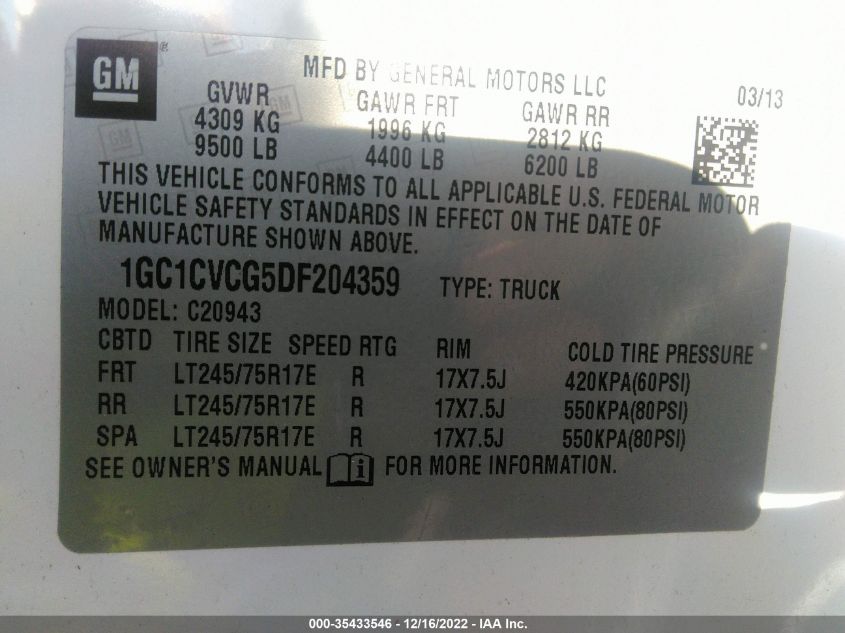 GM ®
MFD BY GENERAL MOTORS LLC
03/13
GVWR GAWR FRT GAWR RR
4309 KG 1996 KG 2812 KG
9500 LB 4400 LB 6200 LB
THIS VEHICLE CONFORMS TO ALL APPLICABLE U.S. FEDERAL MOTOR
VEHICLE SAFETY STANDARDS IN EFFECT ON THE DATE OF
MANUFACTURE SHOWN ABOVE.
1GC1CVCG5DF204359 TYPE: TRUCK
MODEL: C20943
CBTD TIRE SIZE SPEED RTG RIM COLD TIRE PRESSURE
FRT LT245/75R17E R 17X7.5J 420KPA(60PSI)
RR LT245/75R17E R 17X7.5J 550KPA(80PSI)
SPA LT245/75R17E R 17X7.5J 550KPA(80PSI)
SEE OWNER'S MANUAL i FOR MORE INFORMATION.
000-35433546 - 12/16/2022 - IAA Inc.